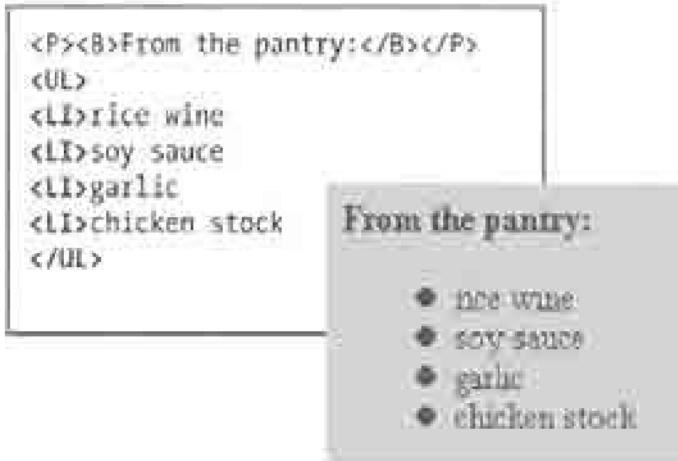 <P><B>From the pantry:</B></P>
<UL>
<LI>rice wine
<LI>soy sauce
<LI>garlic
<LI>chicken stock
</UL>
From the pantry:
● rice wine
● soy sauce
● garlic
● chicken stock